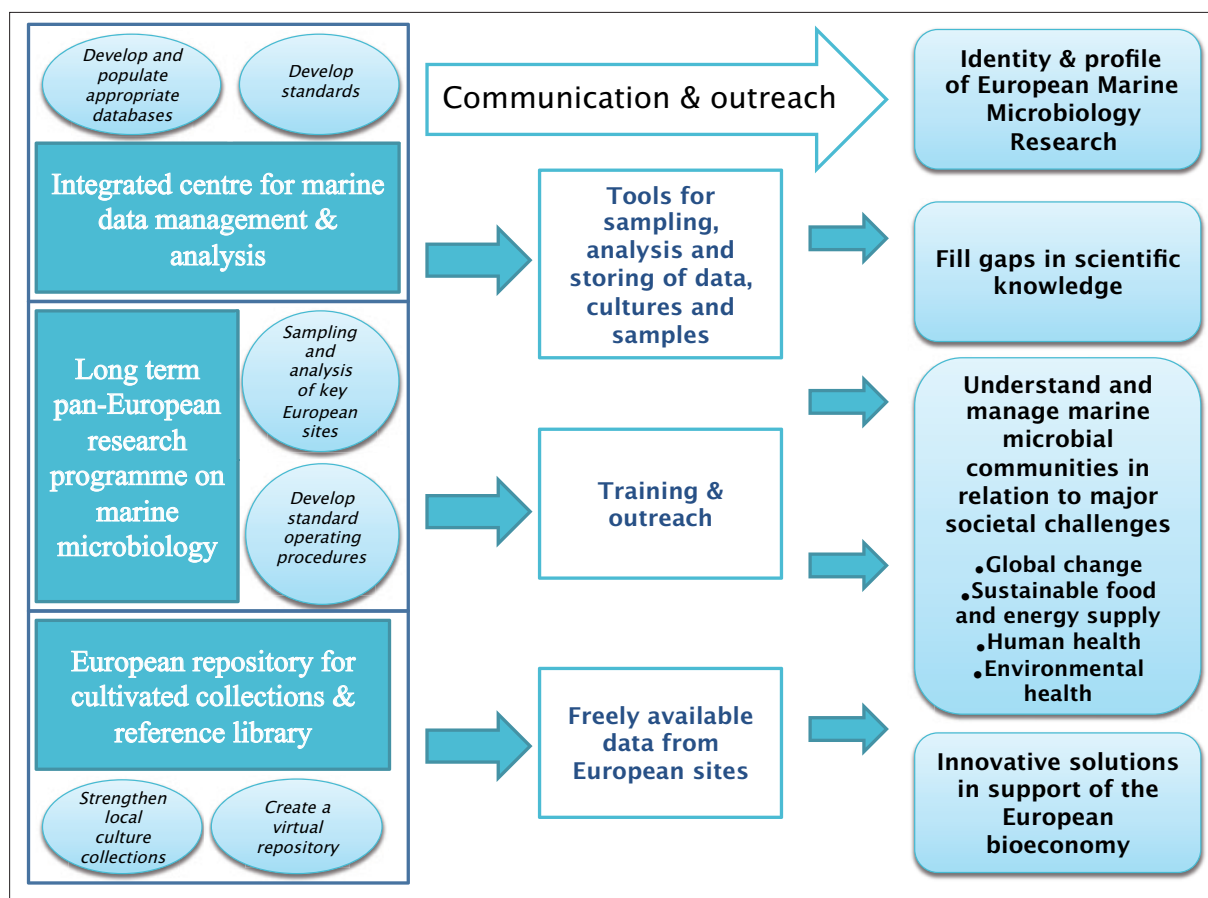 Develop and
populate
appropriate
databases
Develop
standards
Integrated centre for marine
data management &
analysis
Long term
pan-European
research
programme on
marine
microbiology
Sampling
and
analysis
of key
European
sites
Develop
standard
operating
procedures
European repository for
cultivated collections &
reference library
Strengthen
local
culture
collections
Create a
virtual
repository
Communication & outreach
Tools for
sampling,
analysis and
storing of data,
cultures and
samples
Training &
outreach
Freely available
data from
European sites
Identity & profile
of European Marine
Microbiology
Research
Fill gaps in scientific
knowledge
Understand and
manage marine
microbial
communities in
relation to major
societal challenges
•Global change
•Sustainable food
and energy supply
•Human health
•Environmental
health
Innovative solutions
in support of the
European
bioeconomy